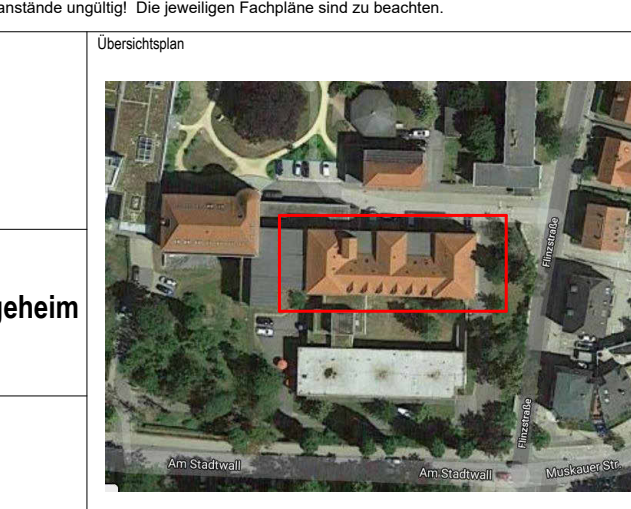 anstände ungültig! Die jeweiligen Fachpläne sind zu beachten.
Übersichtsplan
geheim
Flinzstraße
Flinzstraße
Am Stadtwall
Am Stadtwall
Muskauer Str.